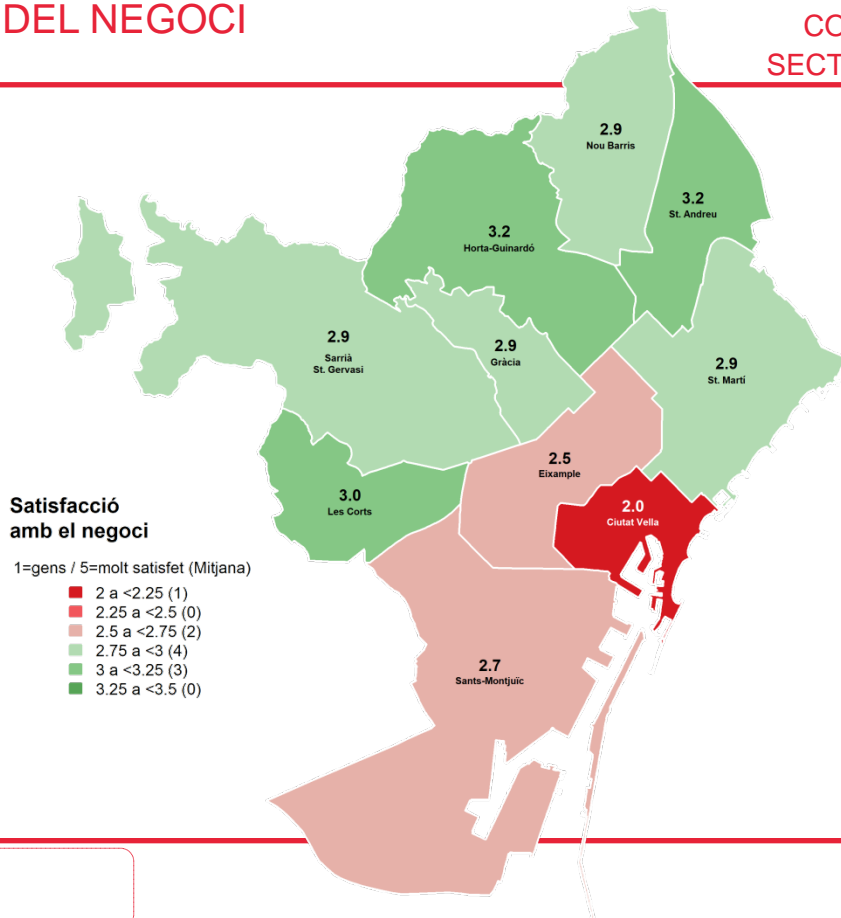 DEL NEGOCI
CO
SECT
2.9
Nou Barris
3.2
St. Andreu
3.2
Horta-Guinardó
2.9
Sarrià
St. Gervasi
2.9
Gràcia
2.9
St. Martí
2.5
Eixample
3.0
Les Corts
2.0
Ciutat Vella
2.7
Sants-Montjuïc
Satisfacció
amb el negoci
1=gens / 5=molt satisfet (Mitjana)
2 a <2.25 (1)
2.25 a <2.5 (0)
2.5 a <2.75 (2)
2.75 a <3 (4)
3 a <3.25 (3)
3.25 a <3.5 (0)